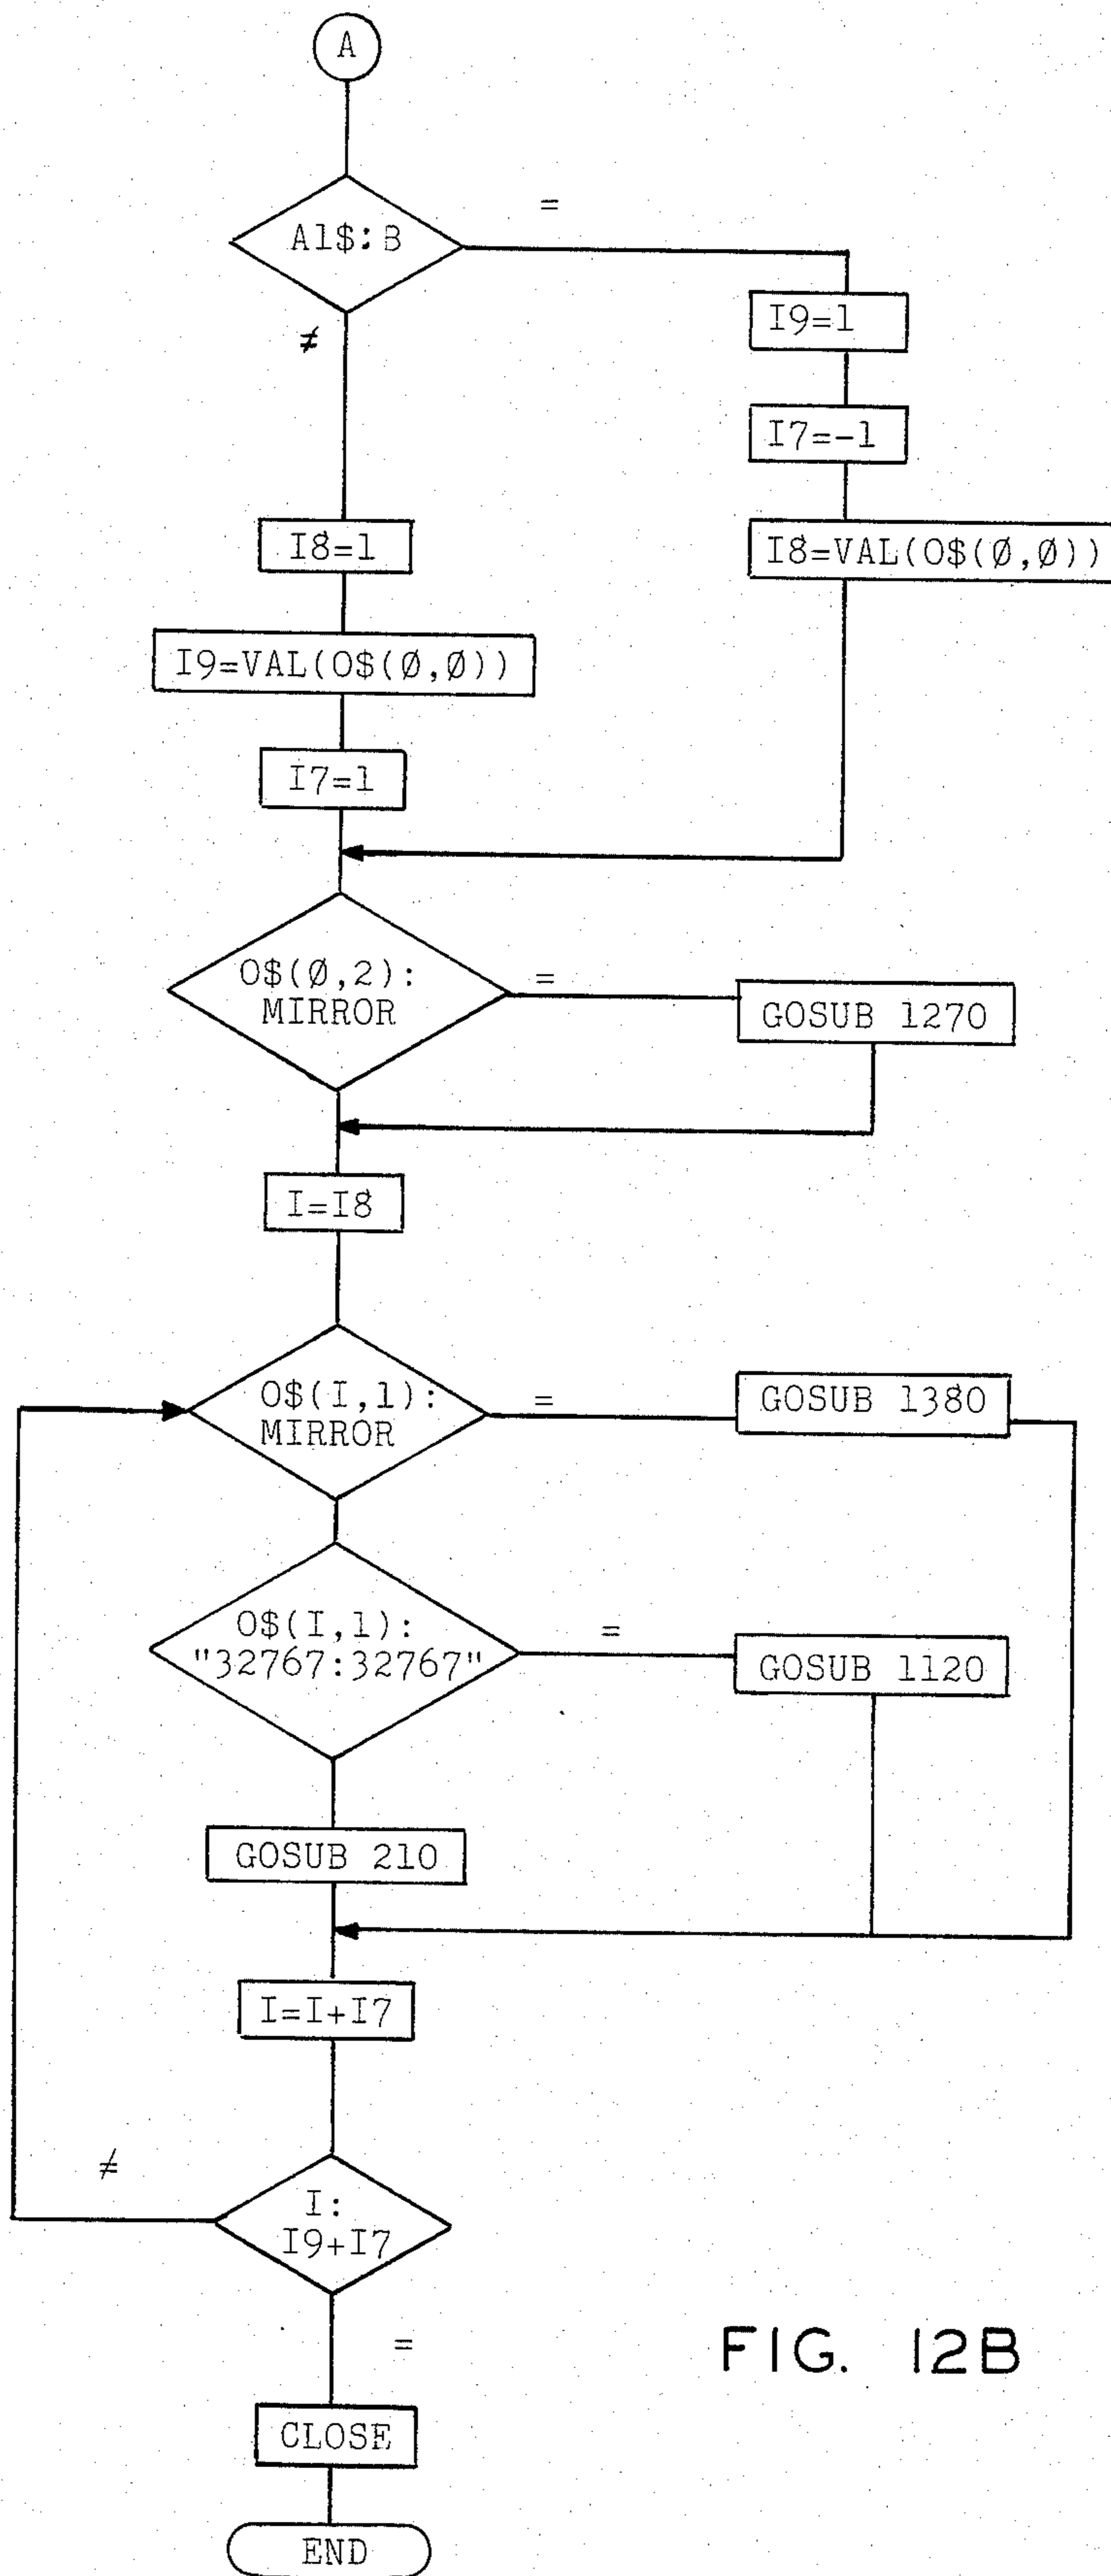 A
A1$:B
=
≠
I9=1
I7=-1
I8=1
I8=VAL(O$(Ø,Ø))
I9=VAL(O$(Ø,Ø))
I7=1
O$(Ø,2):
MIRROR
=
GOSUB 1270
I=I8
O$(I,1):
MIRROR
=
GOSUB 1380
O$(I,1):
"32767:32767"
=
GOSUB 1120
GOSUB 210
I=I+I7
≠
I:
I9+I7
=
CLOSE
END
FIG. 12B